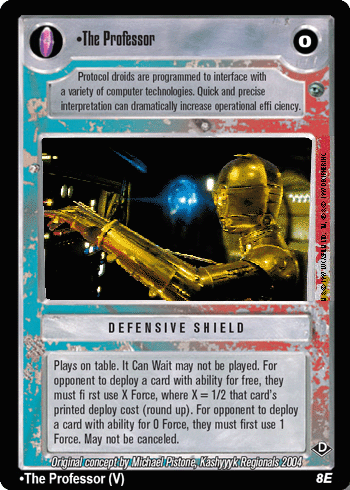 •The Professor
0
Protocol droids are programmed to interface with
a variety of computer technologies. Quick and precise
interpretation can dramatically increase operational effi ciency.
DEFENSIVE SHIELD
Plays on table. It Can Wait may not be played. For
opponent to deploy a card with ability for free, they
must fi rst use X Force, where X = 1/2 that card's
printed deploy cost (round up). For opponent to deploy
a card with ability for 0 Force, they must first use 1
Force. May not be canceled.
D
Original concept by Michael Pistone, Kashyyyk Regionals 2004
•The Professor (V)
8E